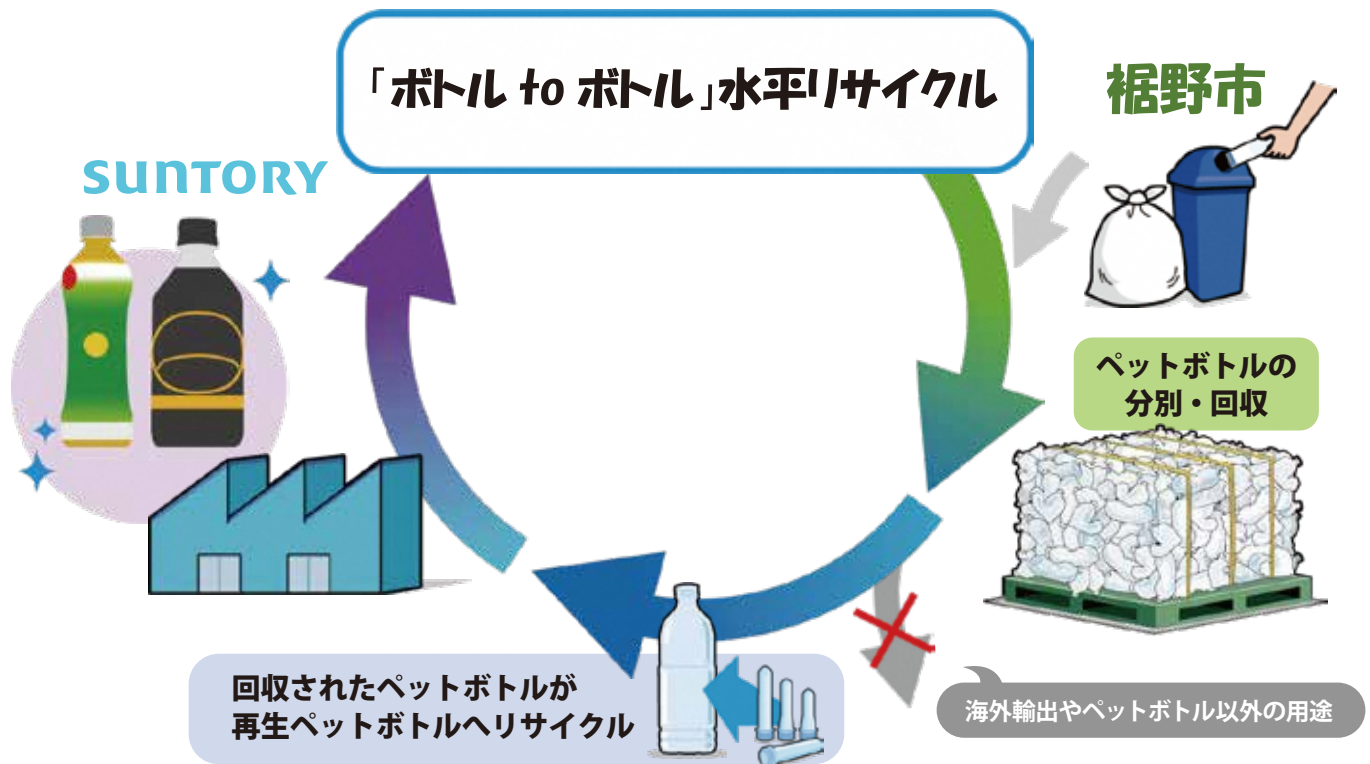 「ボトル to ボトル」水平リサイクル
裾野市
SUNTORY
ペットボトルの
分別・回収
回収されたペットボトルが
再生ペットボトルへリサイクル
海外輸出やペットボトル以外の用途